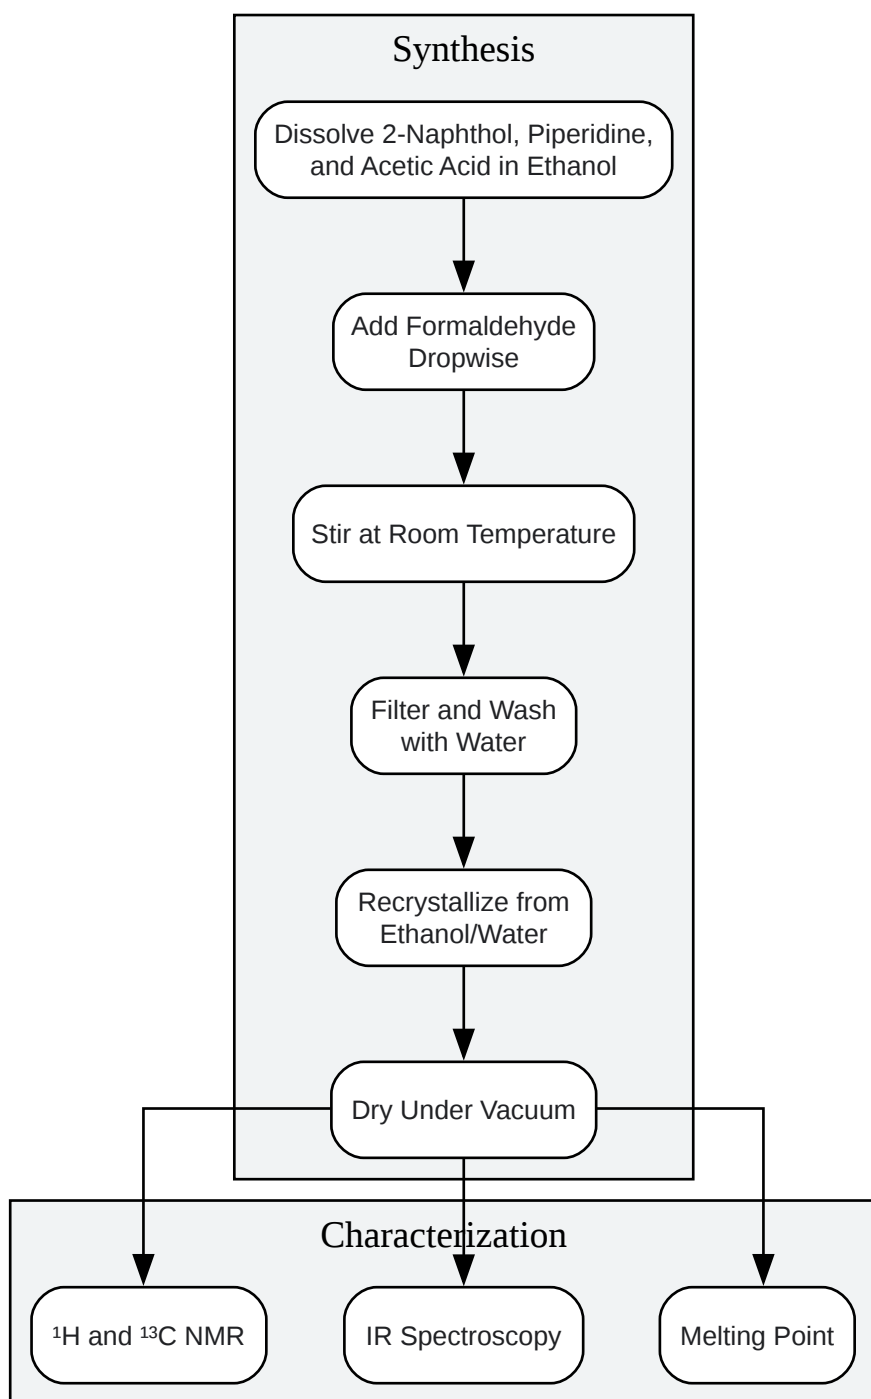 Synthesis
Dissolve 2-Naphthol, Piperidine,
and Acetic Acid in Ethanol
Add Formaldehyde
Dropwise
Stir at Room Temperature
Filter and Wash
with Water
Recrystallize from
Ethanol/Water
Dry Under Vacuum
Characterization
¹H and ¹³C NMR
IR Spectroscopy
Melting Point